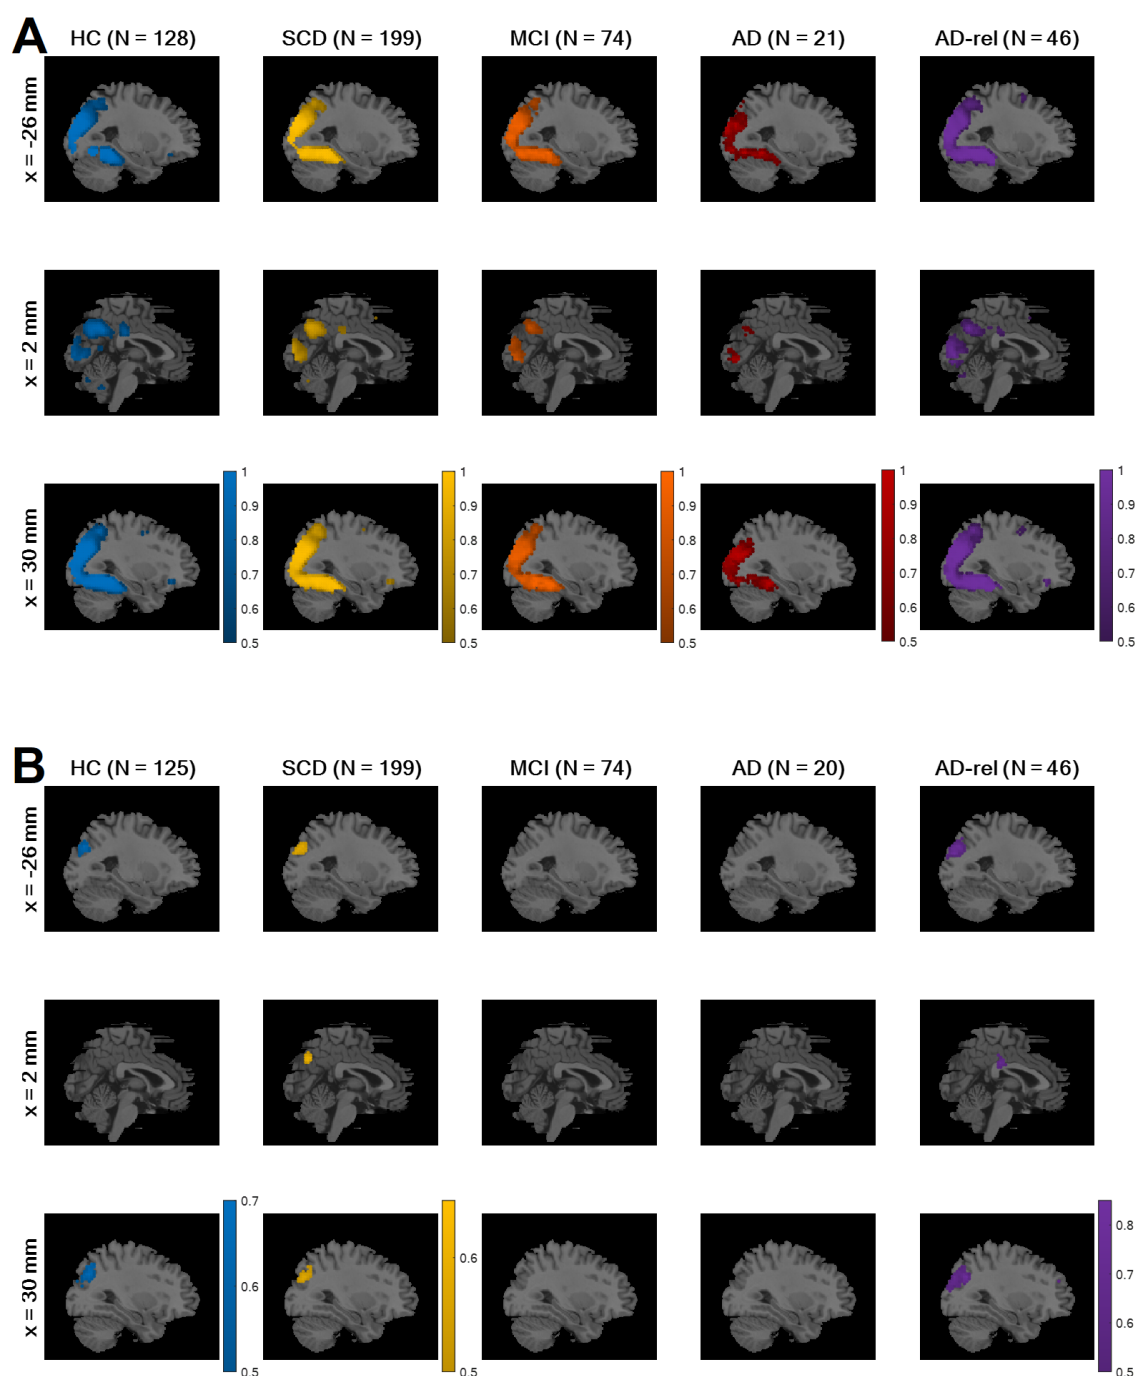 A
HC (N = 128) SCD (N = 199) MCI (N = 74) AD (N = 21) AD-rel (N = 46)
x = -26 mm
x = 2 mm
x = 30 mm
1 1 1 1 1
0.9 0.9 0.9 0.9 0.9
0.8 0.8 0.8 0.8 0.8
0.7 0.7 0.7 0.7 0.7
0.6 0.6 0.6 0.6 0.6
0.5 0.5 0.5 0.5 0.5
B
HC (N = 125) SCD (N = 199) MCI (N = 74) AD (N = 20) AD-rel (N = 46)
x = -26 mm
x = 2 mm
x = 30 mm
0.7
0.8
0.6 0.6 0.7
0.6
0.5 0.5 0.5